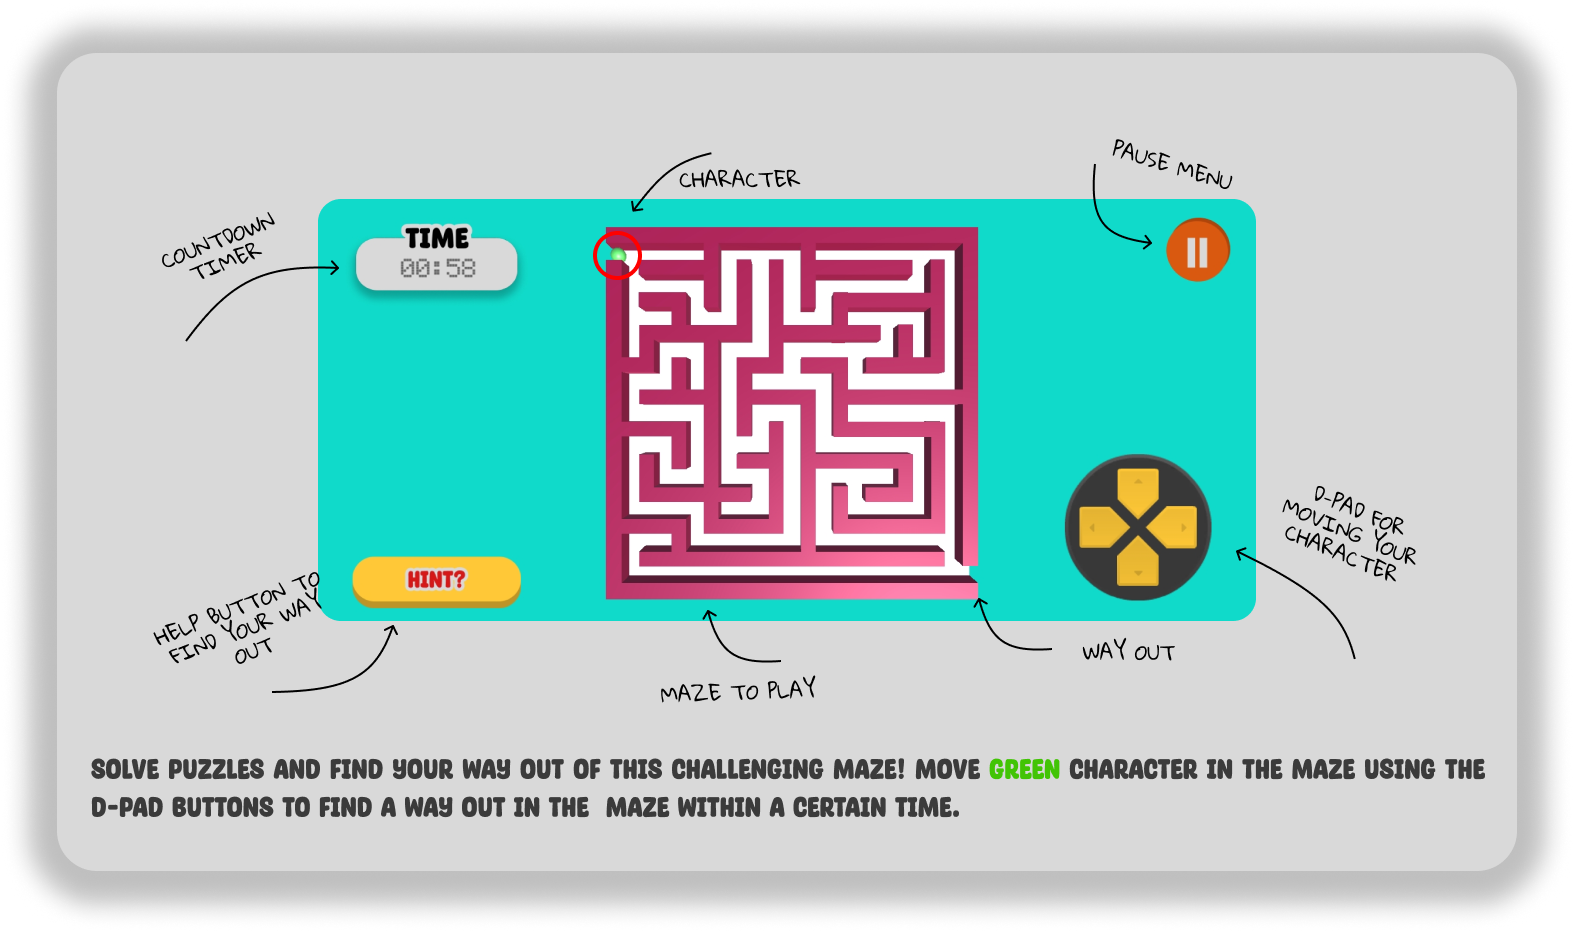 CHARACTER
PAUSE MENU
COUNTDOWN
TIMER
TIME
00:58
D-PAD FOR
MOVING YOUR
CHARACTER
HINT?
HELP BUTTON TO
FIND YOUR WAY
OUT
WAY OUT
MAZE TO PLAY
SOLVE PUZZLES AND FIND YOUR WAY OUT OF THIS CHALLENGING MAZE! MOVE GREEN CHARACTER IN THE MAZE USING THE
D-PAD BUTTONS TO FIND A WAY OUT IN THE MAZE WITHIN A CERTAIN TIME.